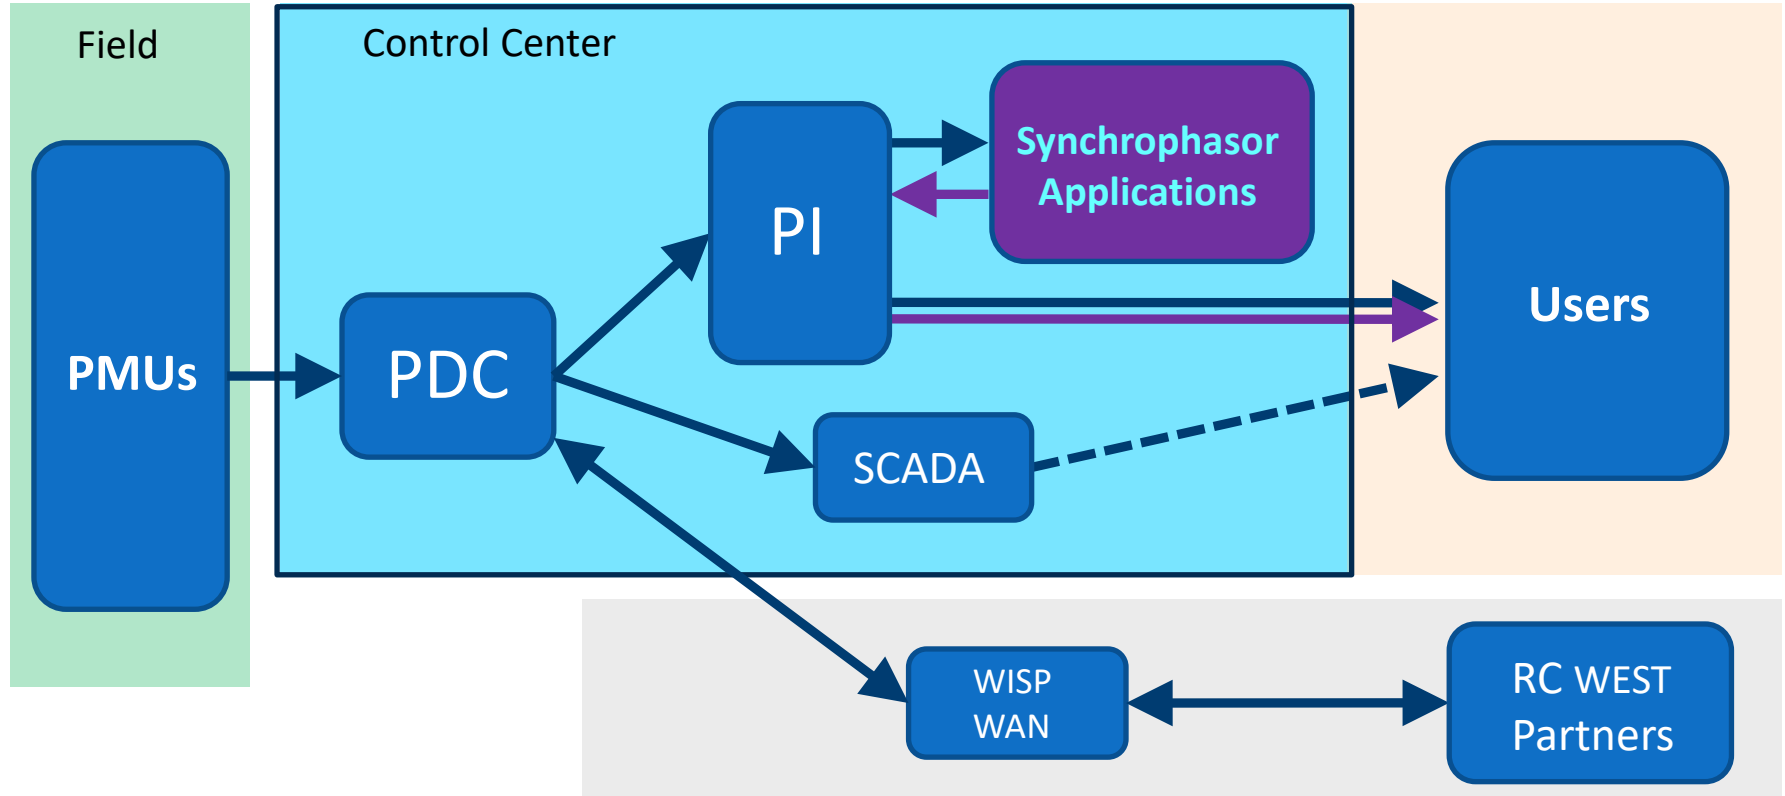 Field
Control Center
PMUs
PDC
PI
Synchrophasor
Applications
SCADA
Users
WISP
WAN
RC WEST
Partners